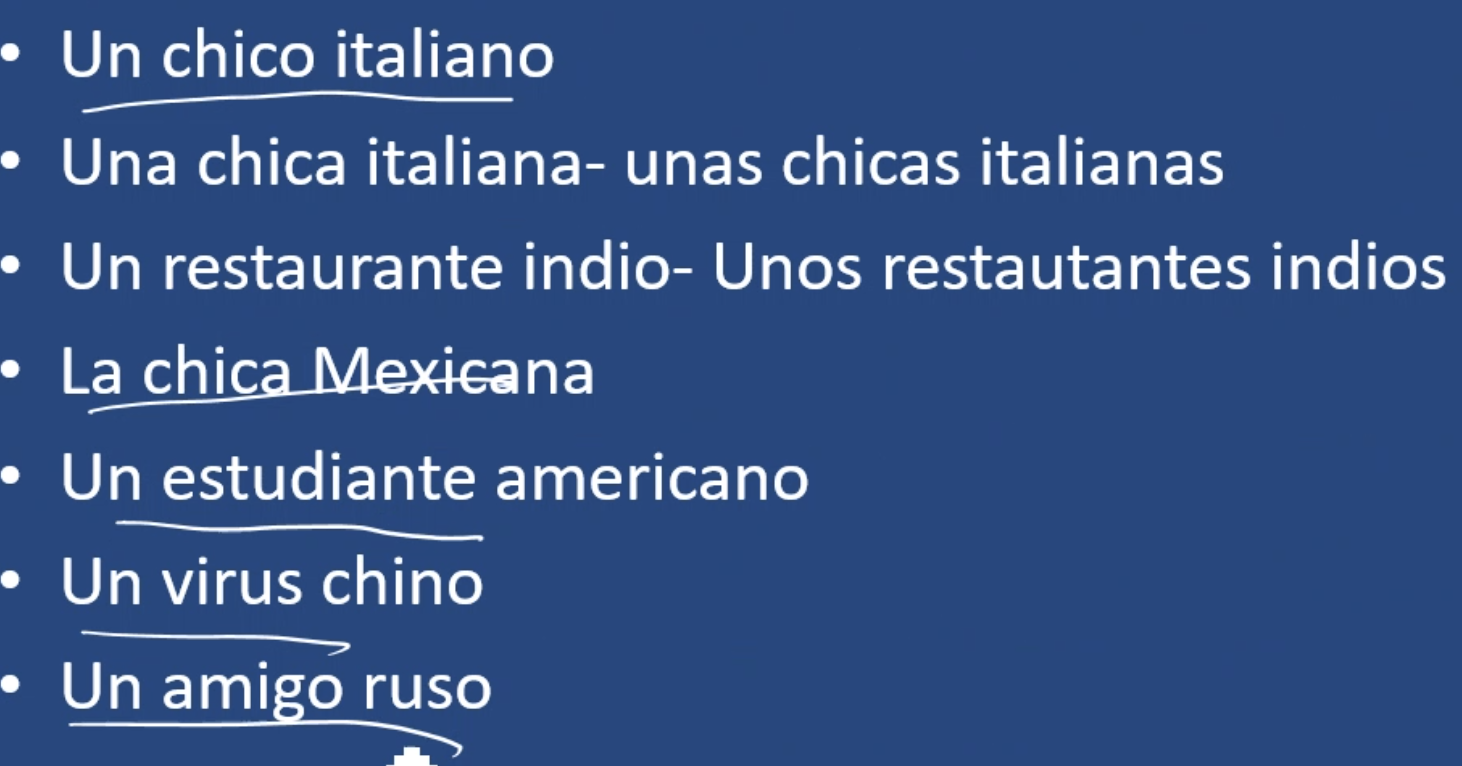 • Un chico italiano
• Una chica italiana- unas chicas italianas
• Un restaurante indio- Unos restautantes indios
• La chica Mexicana
• Un estudiante americano
• Un virus chino
• Un amigo ruso